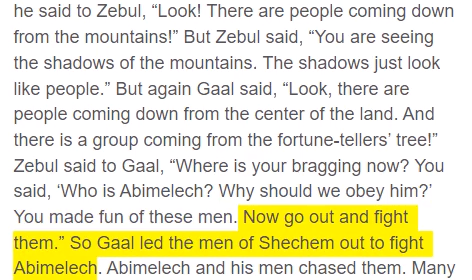 he said to Zebul, “Look! There are people coming down
from the mountains!” But Zebul said, “You are seeing
the shadows of the mountains. The shadows just look
like people.” But again Gaal said, “Look, there are
people coming down from the center of the land. And
there is a group coming from the fortune-tellers’ tree!”
Zebul said to Gaal, “Where is your bragging now? You
said, ‘Who is Abimelech? Why should we obey him?’
You made fun of these men. Now go out and fight
them.” So Gaal led the men of Shechem out to fight
Abimelech. Abimelech and his men chased them. Many